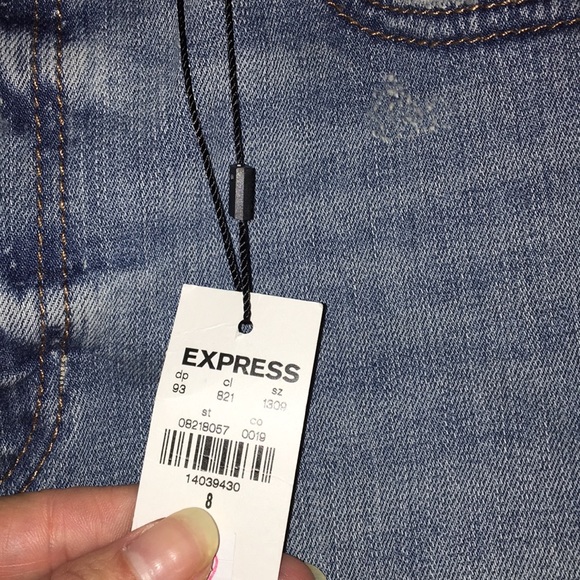 EXPRESS
dp cl sz
93 821 1309
st co
08218057 0019
14039430
8